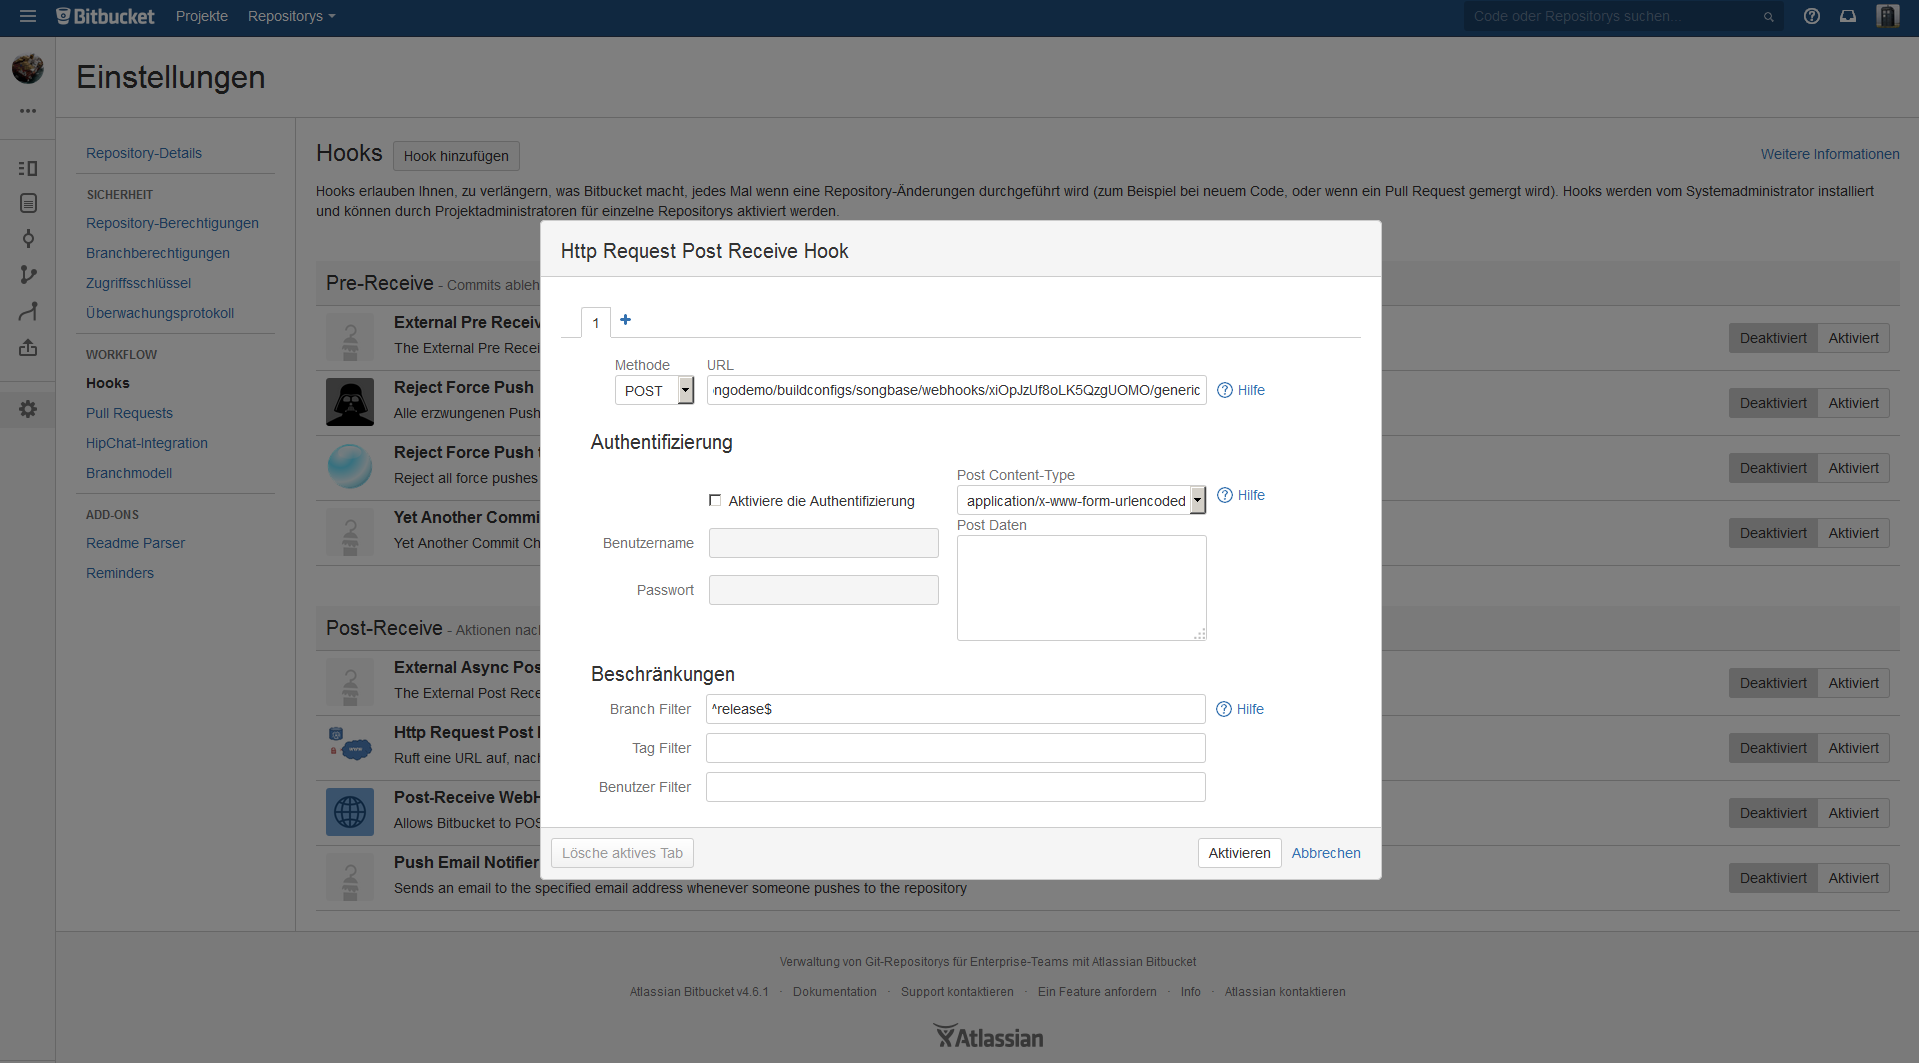 Bitbucket Projekte Repositorys Code oder Repositorys suchen...
Einstellungen
Repository-Details
SICHERHEIT
Repository-Berechtigungen
Branchberechtigungen
Zugriffsschlüssel
Überwachungsprotokoll
WORKFLOW
Hooks
Pull Requests
HipChat-Integration
Branchmodell
ADD-ONS
Readme Parser
Reminders
Hooks Hook hinzufügen Weitere Informationen
Hooks erlauben Ihnen, zu verlängern, was Bitbucket macht, jedes Mal wenn eine Repository-Änderungen durchgeführt wird (zum Beispiel bei neuem Code, oder wenn ein Pull Request gemergt wird). Hooks werden vom Systemadministrator installiert
und können durch Projektadministratoren für einzelne Repositorys aktiviert werden.
Pre-Receive - Commits ableh
External Pre Receiv
The External Pre Recei
Deaktiviert Aktiviert
Reject Force Push
Alle erzwungenen Push
Deaktiviert Aktiviert
Reject Force Push t
Reject all force pushes
Deaktiviert Aktiviert
Yet Another Commi
Yet Another Commit Ch
Deaktiviert Aktiviert
Post-Receive - Aktionen nach
External Async Pos
The External Post Rece
Deaktiviert Aktiviert
Http Request Post
Ruft eine URL auf, nach
Deaktiviert Aktiviert
Post-Receive WebH
Allows Bitbucket to POS
Deaktiviert Aktiviert
Push Email Notifier
Sends an email to the specified email address whenever someone pushes to the repository
Deaktiviert Aktiviert
Http Request Post Receive Hook
1 +
Methode URL
POST ngodemo/buildconfigs/songbase/webhooks/xiOpJzUf8oLK5QzgUOMO/generic Hilfe
Authentifizierung
Post Content-Type
Aktiviere die Authentifizierung application/x-www-form-urlencoded Hilfe
Post Daten
Benutzername
Passwort
Beschränkungen
Branch Filter ^release$ Hilfe
Tag Filter
Benutzer Filter
Lösche aktives Tab Aktivieren Abbrechen
Verwaltung von Git-Repositorys für Enterprise-Teams mit Atlassian Bitbucket
Atlassian Bitbucket v4.6.1 · Dokumentation · Support kontaktieren · Ein Feature anfordern · Info · Atlassian kontaktieren
Atlassian